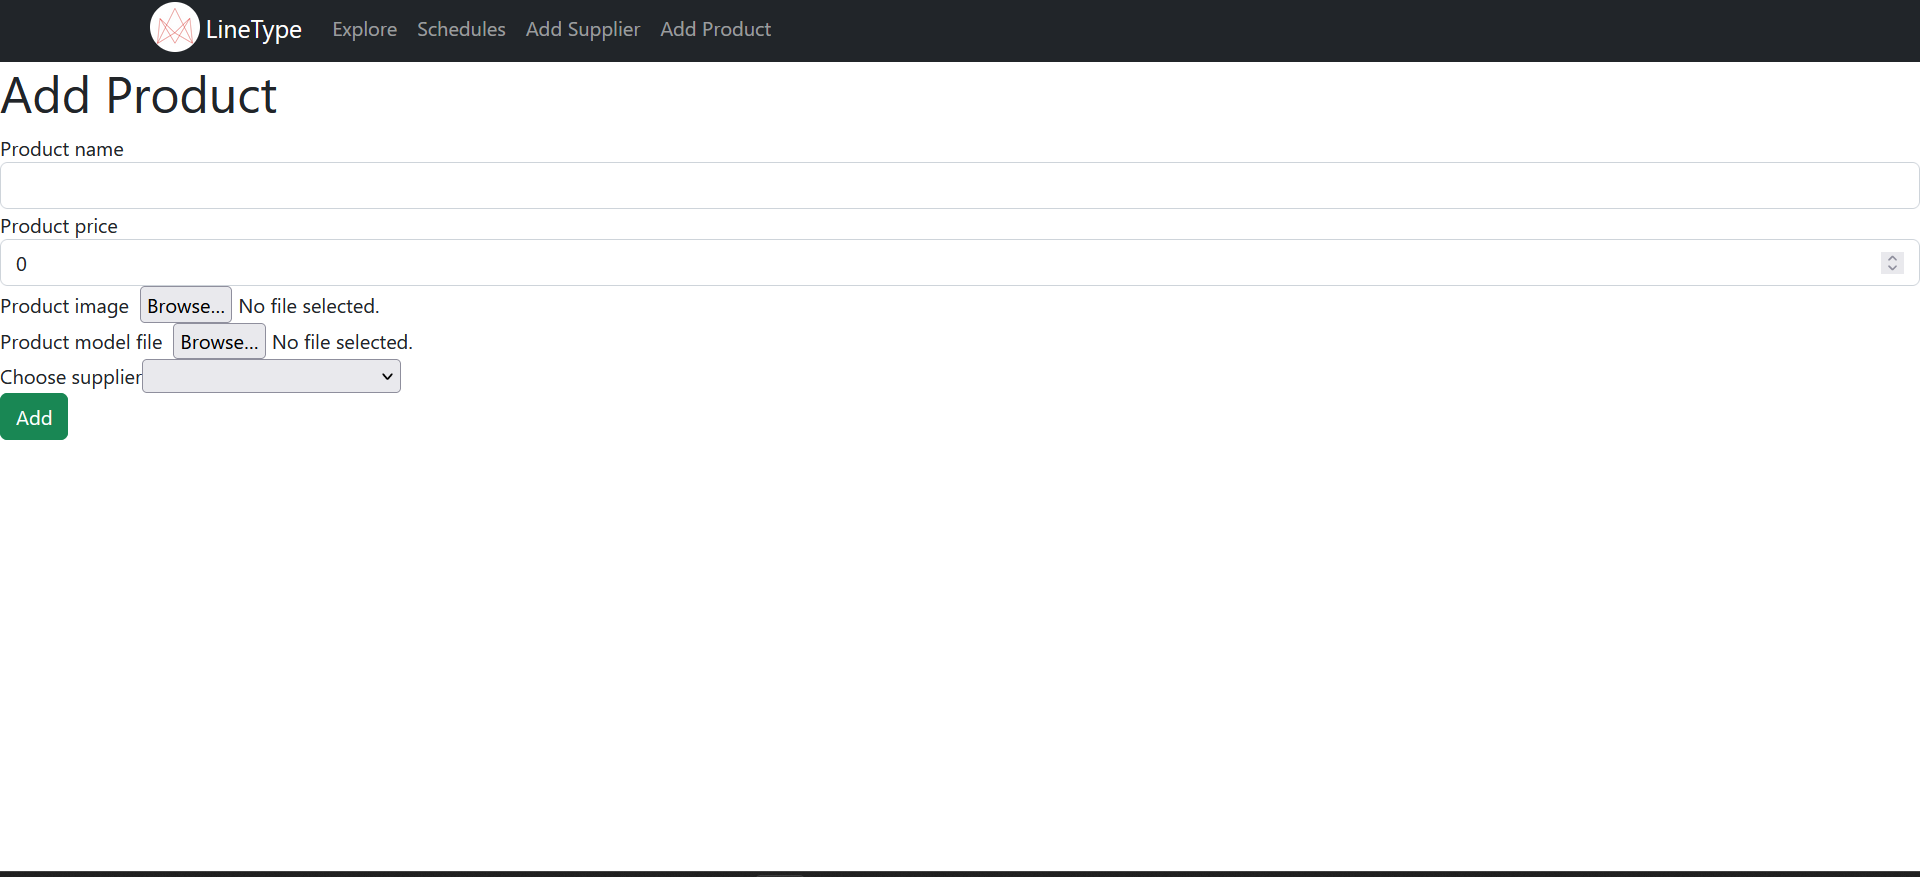 LineType Explore Schedules Add Supplier Add Product
Add Product
Product name
Product price
0
Product image Browse... No file selected.
Product model file Browse... No file selected.
Choose supplier
Add